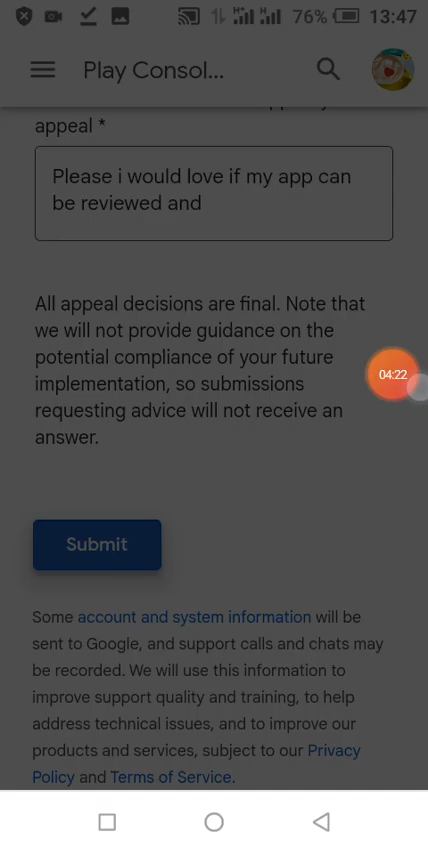 76% 13:47
Play Consol...
appeal *
Please i would love if my app can
be reviewed and
All appeal decisions are final. Note that
we will not provide guidance on the
potential compliance of your future
implementation, so submissions
requesting advice will not receive an
answer.
04:22
Submit
Some account and system information will be
sent to Google, and support calls and chats may
be recorded. We will use this information to
improve support quality and training, to help
address technical issues, and to improve our
products and services, subject to our Privacy
Policy and Terms of Service.